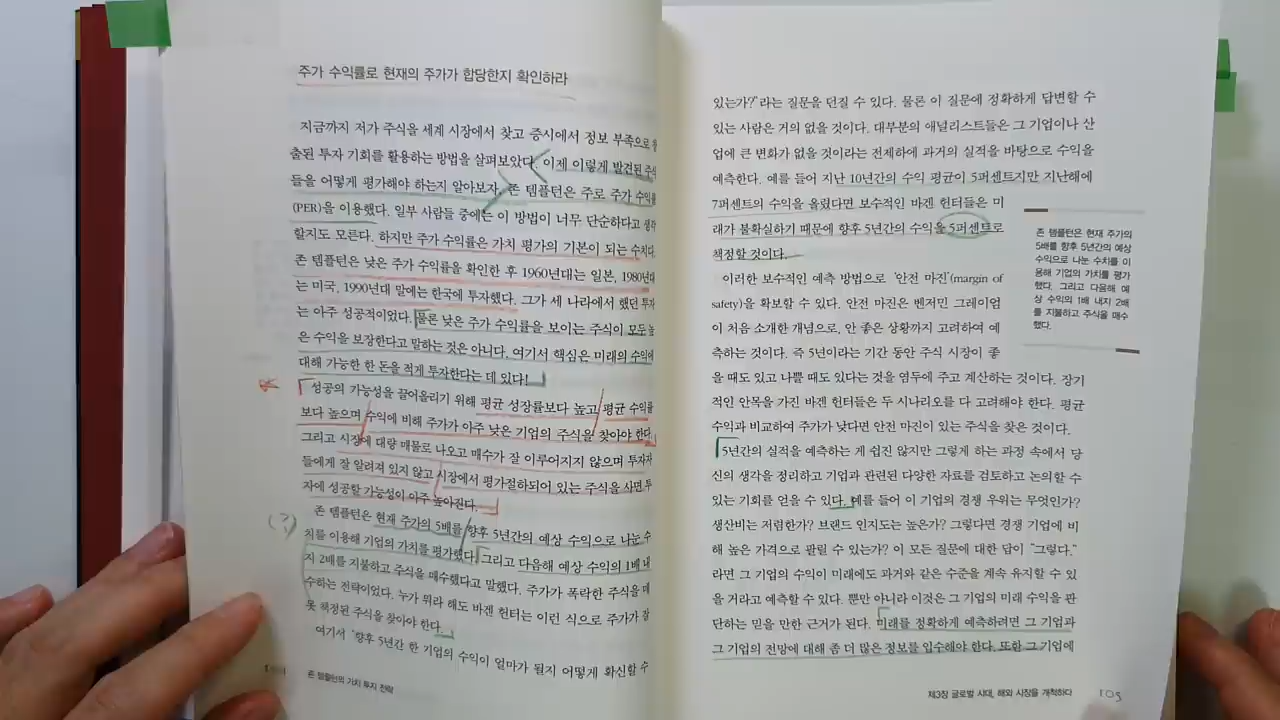 주가 수익률로 현재의 주가가 합당한지 확인하라
지금까지 저가 주식을 세계 시장에서 찾고 증시에서 정보 부족으로
출된 투자 기회를 활용하는 방법을 살펴보았다. 이제 이렇게 발견된
들을 어떻게 평가해야 하는지 알아보자. 존 템플턴은 주로 주가 수익률
(PER)을 이용했다. 일부 사람들 중에는 이 방법이 너무 단순하다고 생각
할지도 모른다. 하지만 주가 수익률은 가치 평가의 기본이 되는 수치다.
존 템플턴은 낮은 주가 수익률을 확인한 후 1960년대는 일본, 1980년대
는 미국, 1990년대 말에는 한국에 투자했다. 그가 세 나라에서 했던 투자
는 아주 성공적이었다. 물론 낮은 주가 수익률을 보이는 주식이 모두 높
은 수익을 보장한다고 말하는 것은 아니다. 여기서 핵심은 미래의 수익에
대해 가능한 한 돈을 적게 투자한다는 데 있다!
성공의 가능성을 끌어올리기 위해 평균 성장률보다 높고 평균 수익률
보다 높으며 수익에 비해 주가가 아주 낮은 기업의 주식을 찾아야 한다.
그리고 시장에 대량 매물로 나오고 매수가 잘 이루어지지 않으며 투자자
들에게 잘 알려져 있지 않고 시장에서 평가절하되어 있는 주식을 사면 투
자에 성공할 가능성이 아주 높아진다.
(?)
존 템플턴은 현재 주가의 5배를 향후 5년간의 예상 수익으로 나눈 수
치를 이용해 기업의 가치를 평가했다. 그리고 다음해 예상 수익의 1배 내
지 2배를 지불하고 주식을 매수했다고 말했다. 주가가 폭락한 주식을 매
수하는 전략이었다. 누가 뭐라 해도 바겐 헌터는 이런 식으로 주가가 잘
못 책정된 주식을 찾아야 한다.
여기서 '향후 5년간 한 기업의 수익이 얼마가 될지 어떻게 확신할 수
존 템플턴의 가치 투자 전략
있는가?'라는 질문을 던질 수 있다. 물론 이 질문에 정확하게 답변할 수
있는 사람은 거의 없을 것이다. 대부분의 애널리스트들은 그 기업이나 산
업에 큰 변화가 없을 것이라는 전제하에 과거의 실적을 바탕으로 수익을
예측한다. 예를 들어 지난 10년간의 수익 평균이 5퍼센트지만 지난해에
7퍼센트의 수익을 올렸다면 보수적인 바겐 헌터들은 미
래가 불확실하기 때문에 향후 5년간의 수익을 5퍼센트로
책정할 것이다.
이러한 보수적인 예측 방법으로 '안전 마진'(margin of
safety)을 확보할 수 있다. 안전 마진은 벤저민 그레이엄
이 처음 소개한 개념으로, 안 좋은 상황까지 고려하여 예
측하는 것이다. 즉 5년이라는 기간 동안 주식 시장이 좋
을 때도 있고 나쁠 때도 있다는 것을 염두에 두고 계산하는 것이다. 장기
적인 안목을 가진 바겐 헌터들은 두 시나리오를 다 고려해야 한다. 평균
수익과 비교하여 주가가 낮다면 안전 마진이 있는 주식을 찾은 것이다.
5년간의 실적을 예측하는 게 쉽진 않지만 그렇게 하는 과정 속에서 당
신의 생각을 정리하고 기업과 관련된 다양한 자료를 검토하고 논의할 수
있는 기회를 얻을 수 있다. 예를 들어 이 기업의 경쟁 우위는 무엇인가?
생산비는 저렴한가? 브랜드 인지도는 높은가? 그렇다면 경쟁 기업에 비
해 높은 가격으로 팔릴 수 있는가? 이 모든 질문에 대한 답이 "그렇다."
라면 그 기업의 수익이 미래에도 과거와 같은 수준을 계속 유지할 수 있
을 거라고 예측할 수 있다. 뿐만 아니라 이것은 그 기업의 미래 수익을 판
단하는 믿을 만한 근거가 된다. 미래를 정확하게 예측하려면 그 기업과
그 기업의 전망에 대해 좀 더 많은 정보를 입수해야 한다. 또한 그 기업에
존 템플턴은 현재 주가의
5배를 향후 5년간의 예상
수익으로 나눈 수치를 이
용해 기업의 가치를 평가
했다. 그리고 다음해 예
상 수익의 1배 내지 2배
를 지불하고 주식을 매수
했다.
제3장 글로벌 시대, 해외 시장을 개척하다
103